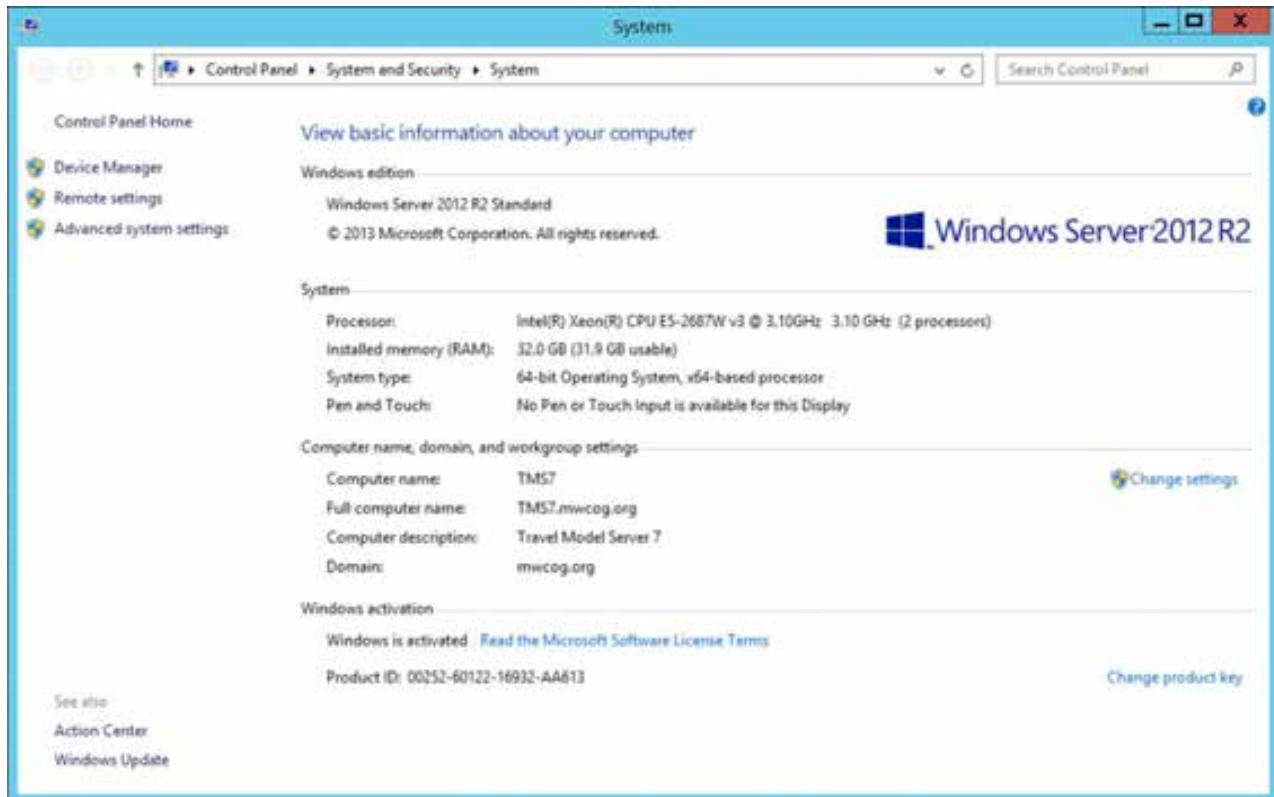 System
Control Panel ▸ System and Security ▸ System
Search Control Panel
Control Panel Home
Device Manager
Remote settings
Advanced system settings
See also
Action Center
Windows Update
View basic information about your computer
Windows edition
Windows Server 2012 R2 Standard
© 2013 Microsoft Corporation. All rights reserved.
Windows Server 2012 R2
System
Processor: Intel(R) Xeon(R) CPU E5-2687W v3 @ 3.10GHz 3.10 GHz (2 processors)
Installed memory (RAM): 32.0 GB (31.9 GB usable)
System type: 64-bit Operating System, x64-based processor
Pen and Touch: No Pen or Touch Input is available for this Display
Computer name, domain, and workgroup settings
Computer name: TMS7
Change settings
Full computer name: TMS7.mwcog.org
Computer description: Travel Model Server 7
Domain: mwcog.org
Windows activation
Windows is activated Read the Microsoft Software License Terms
Product ID: 00252-60122-16932-AA613
Change product key